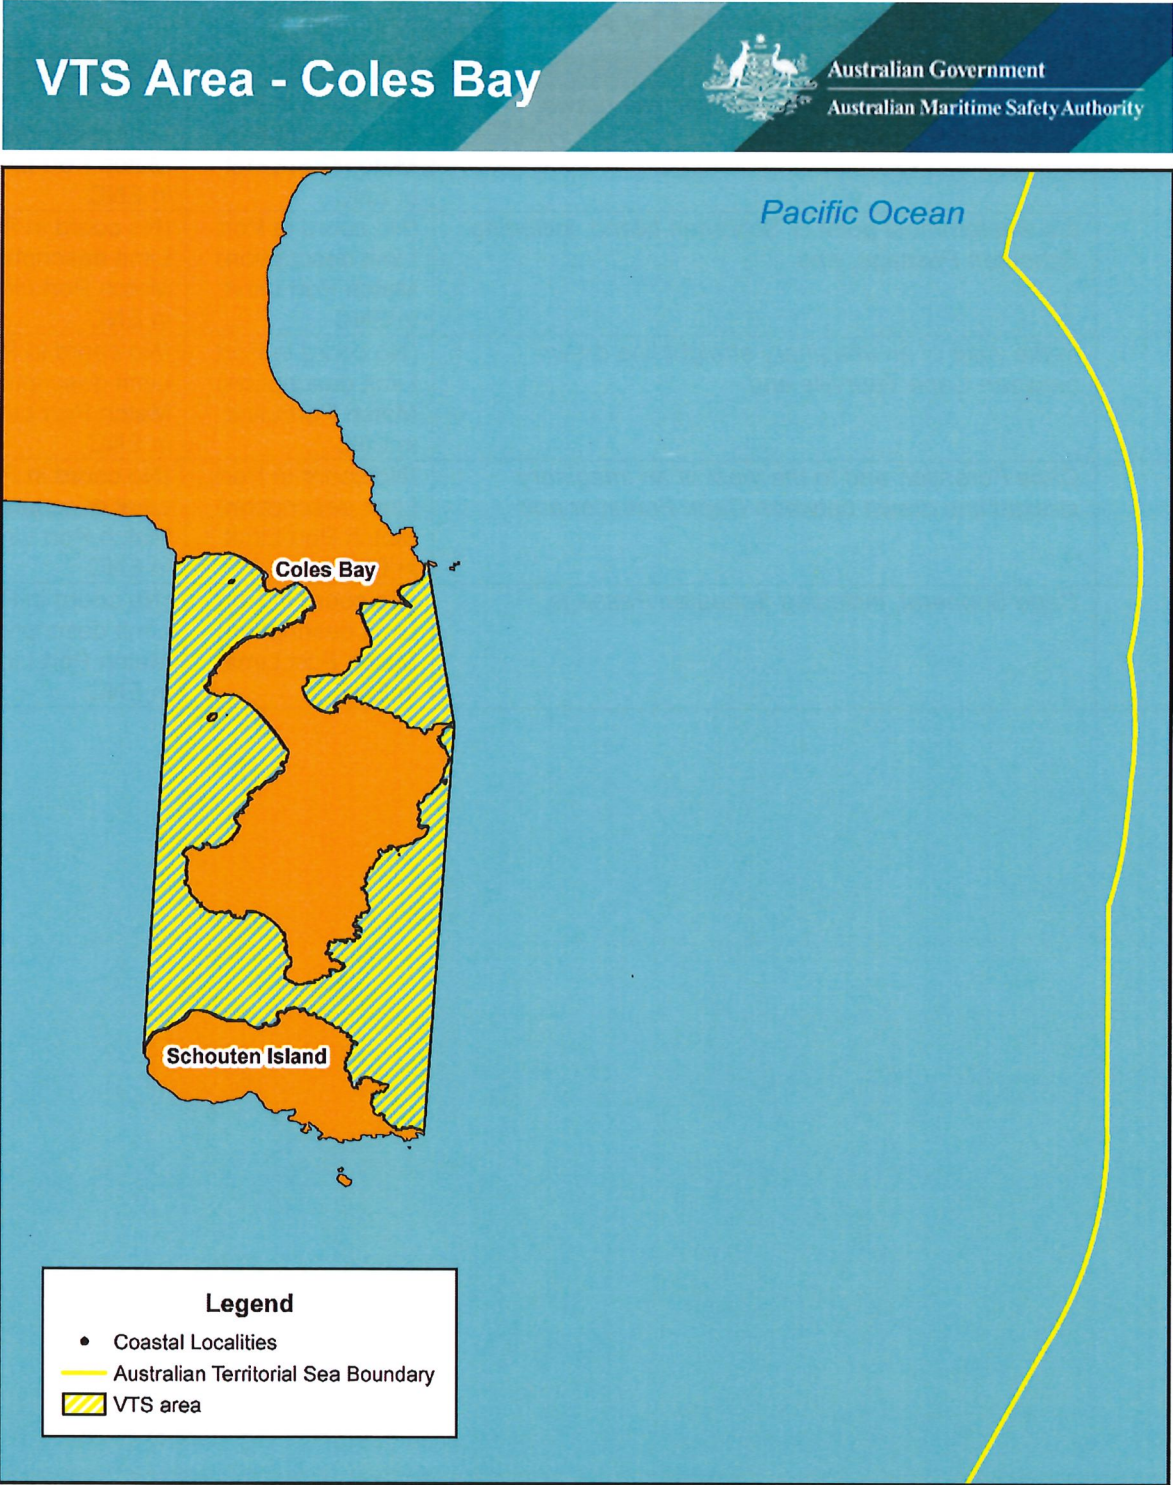 VTS Area - Coles Bay
Australian Government
Australian Maritime Safety Authority
Pacific Ocean
Coles Bay
Schouten Island
Legend
Coastal Localities
Australian Territorial Sea Boundary
VTS area